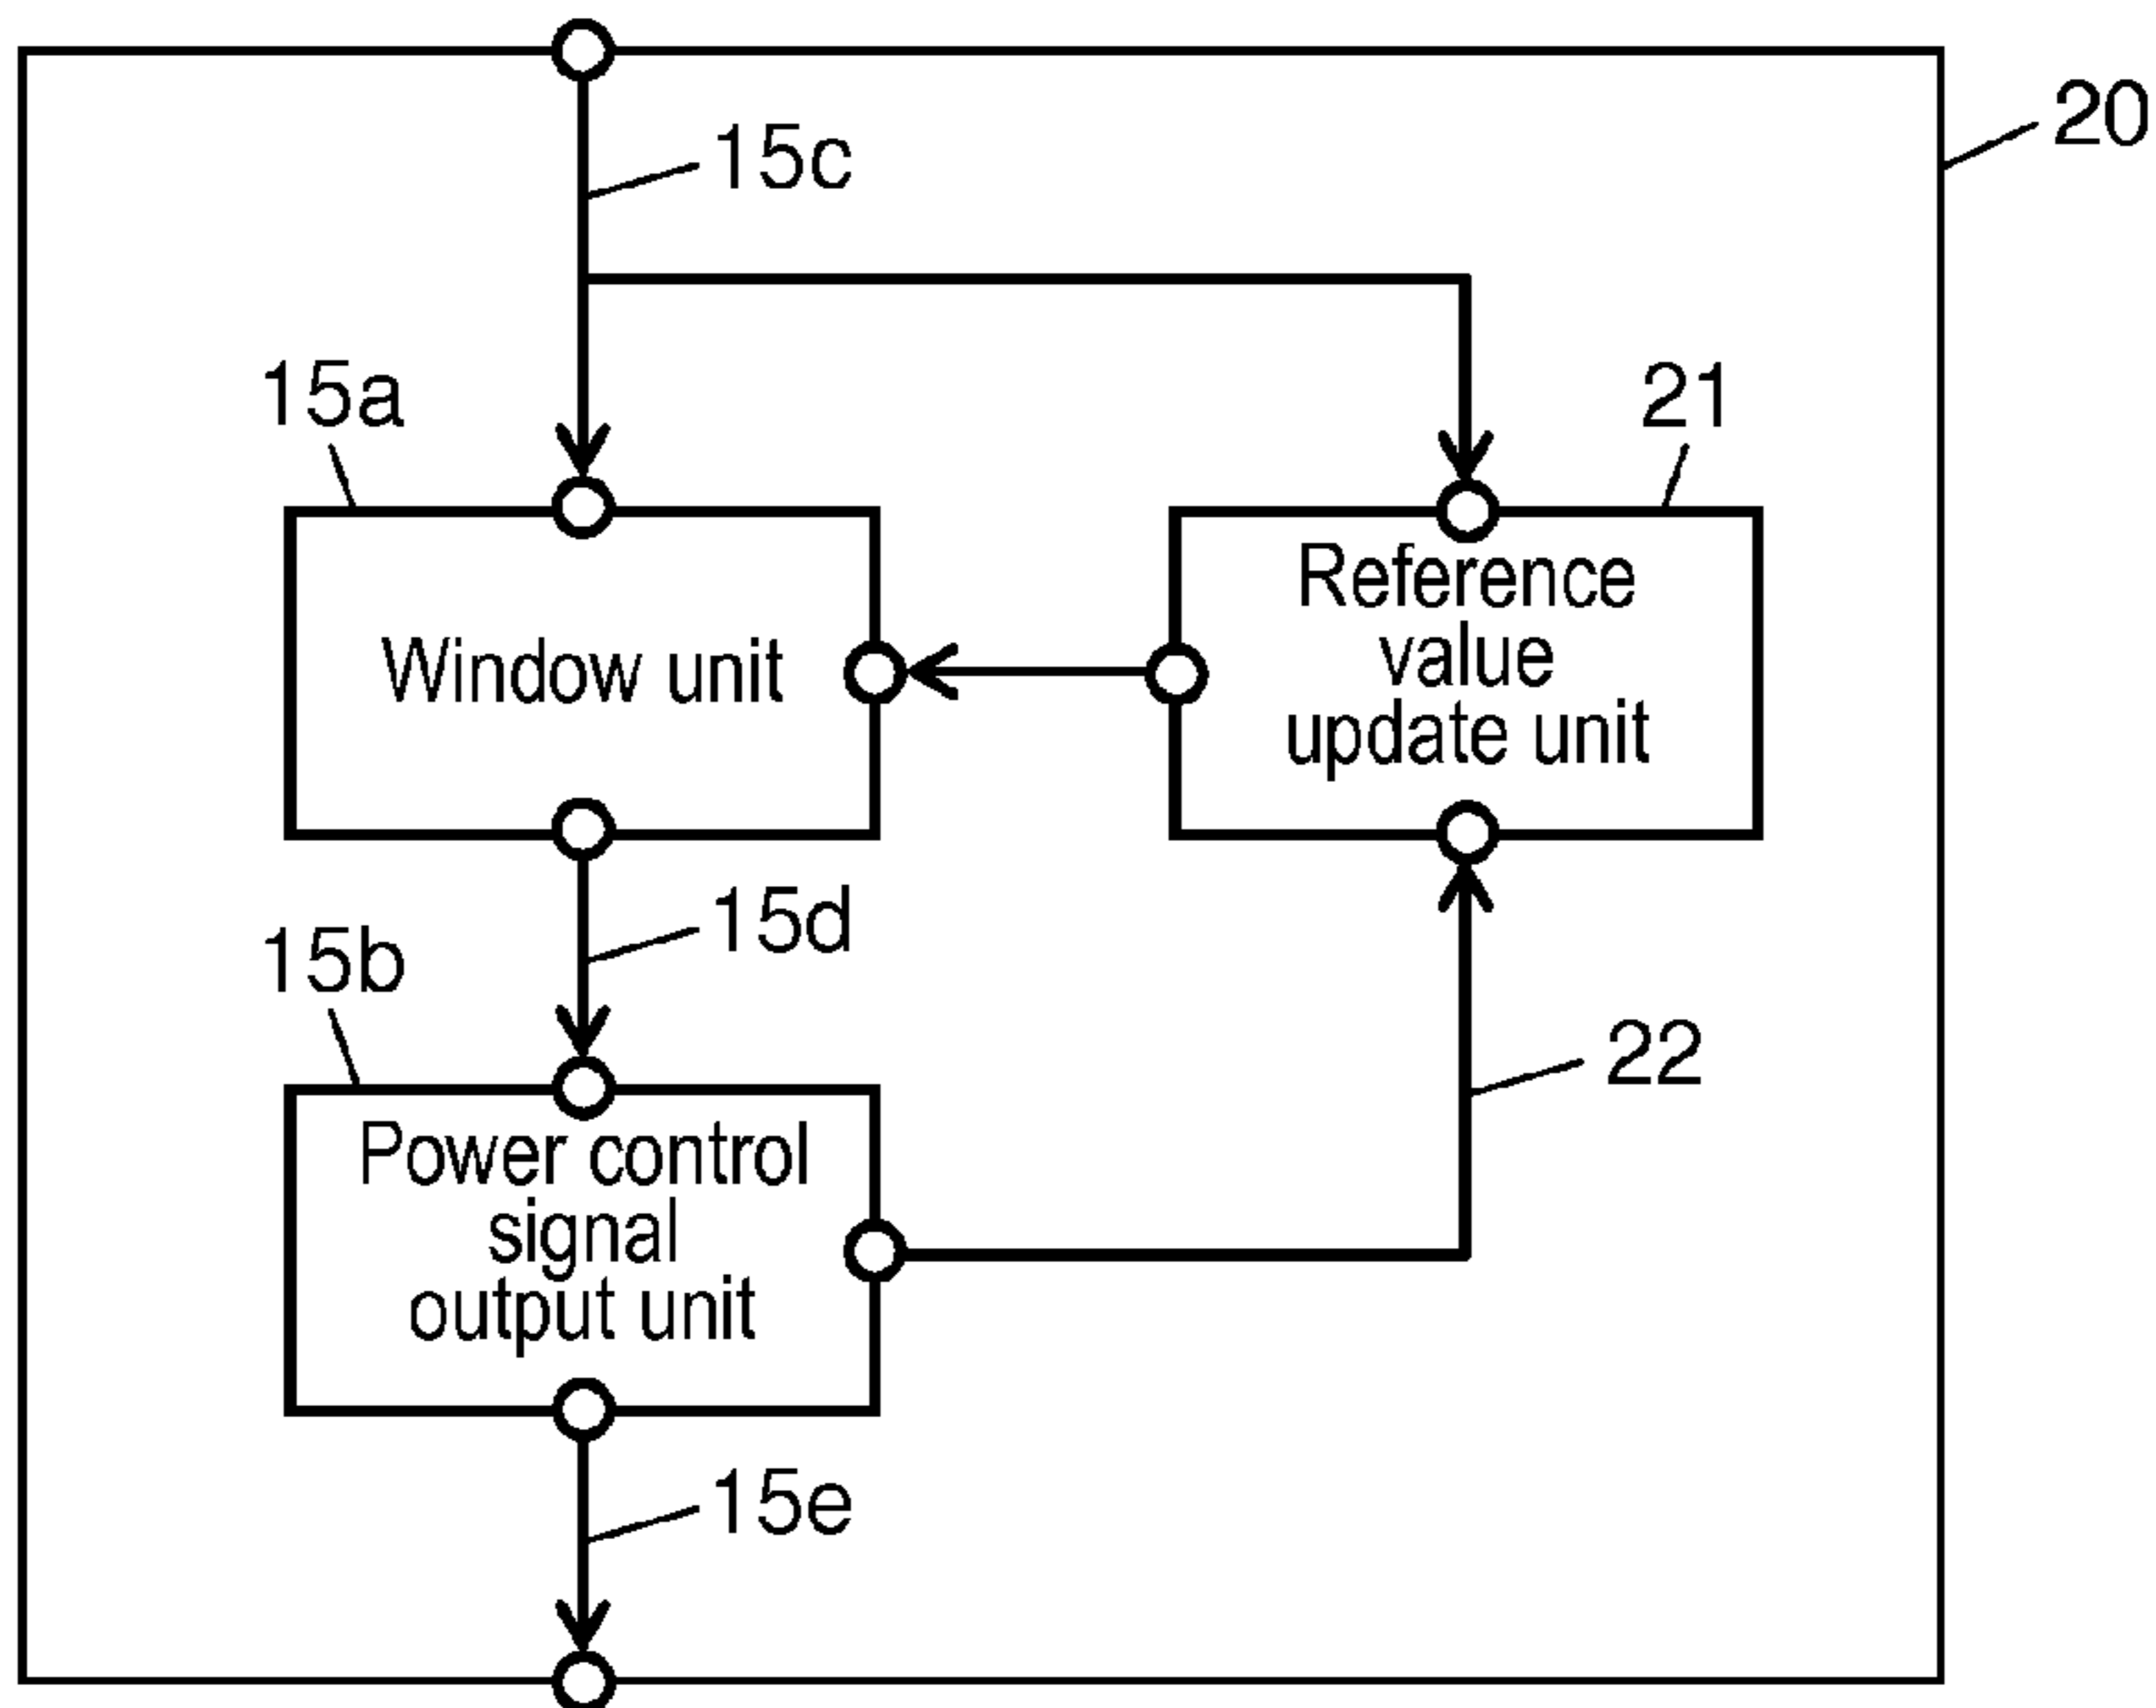 20
15c
15a
21
Window unit
Reference
value
update unit
15d
15b
22
Power control
signal
output unit
15e